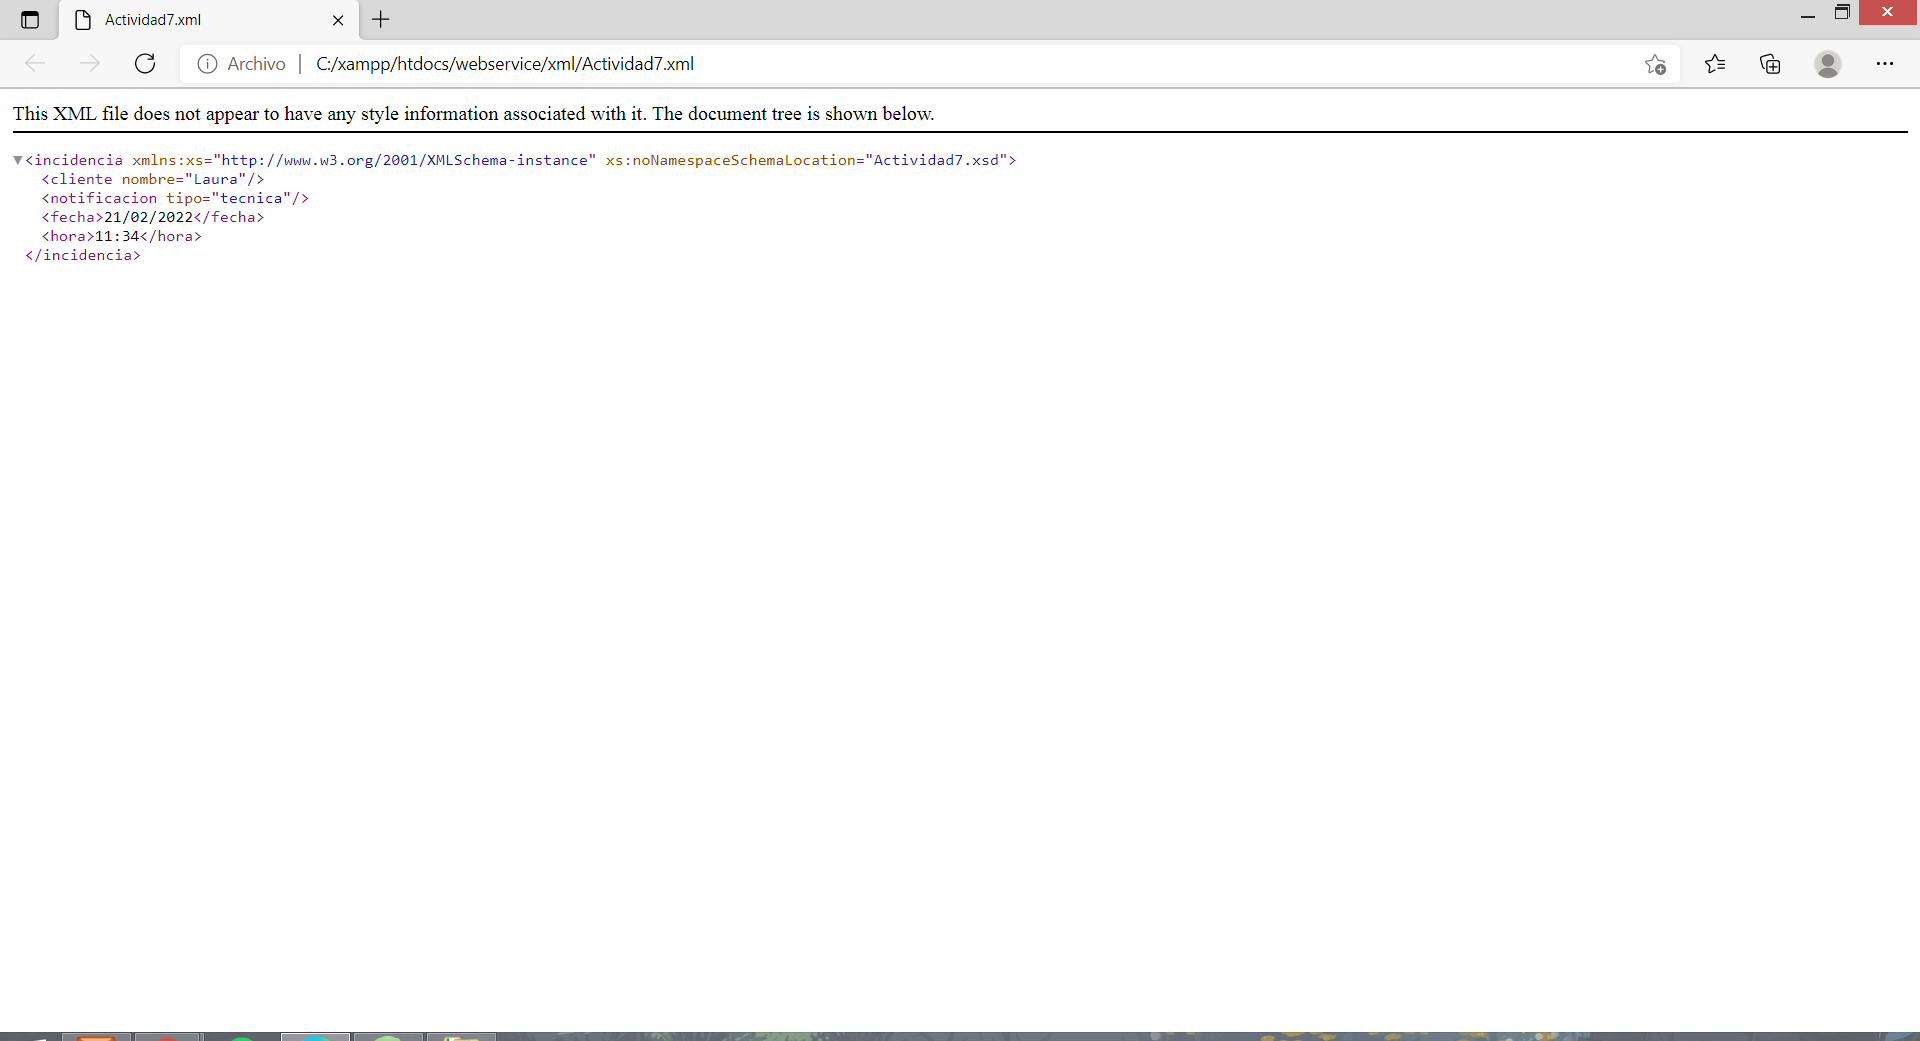 Actividad7.xml
Archivo | C:/xampp/htdocs/webservice/xml/Actividad7.xml
This XML file does not appear to have any style information associated with it. The document tree is shown below.
▼<incidencia xmlns:xs="http://www.w3.org/2001/XMLSchema-instance" xs:noNamespaceSchemaLocation="Actividad7.xsd">
<cliente nombre="Laura"/>
<notificacion tipo="tecnica"/>
<fecha>21/02/2022</fecha>
<hora>11:34</hora>
</incidencia>